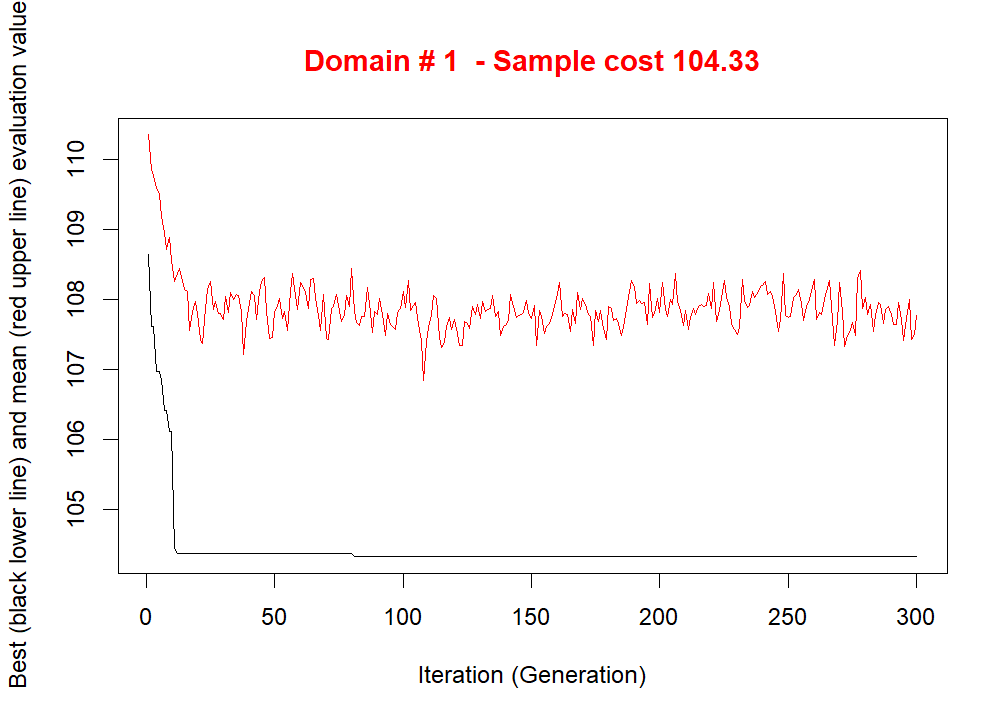 Domain # 1  - Sample cost 104.33
Best (black lower line) and mean (red upper line) evaluation value
110
109
108
107
106
105
0 50 100 150 200 250 300
Iteration (Generation)